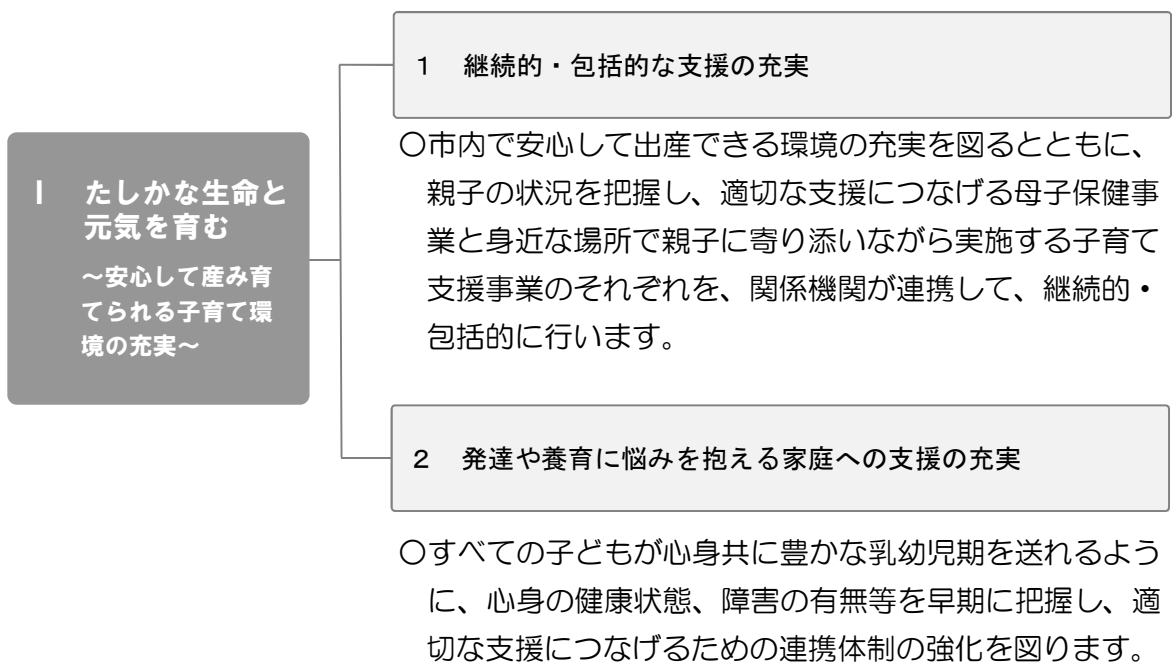 1 継続的・包括的な支援の充実
〇市内で安心して出産できる環境の充実を図るとともに、
親子の状況を把握し、適切な支援につなげる母子保健事
業と身近な場所で親子に寄り添いながら実施する子育て
支援事業のそれぞれを、関係機関が連携して、継続的・
包括的に行います。
Ⅰ たしかな生命と
元気を育む
~安心して産み育
てられる子育て環
境の充実~
2 発達や養育に悩みを抱える家庭への支援の充実
〇すべての子どもが心身共に豊かな乳幼児期を送れるよう
に、心身の健康状態、障害の有無等を早期に把握し、適
切な支援につなげるための連携体制の強化を図ります。